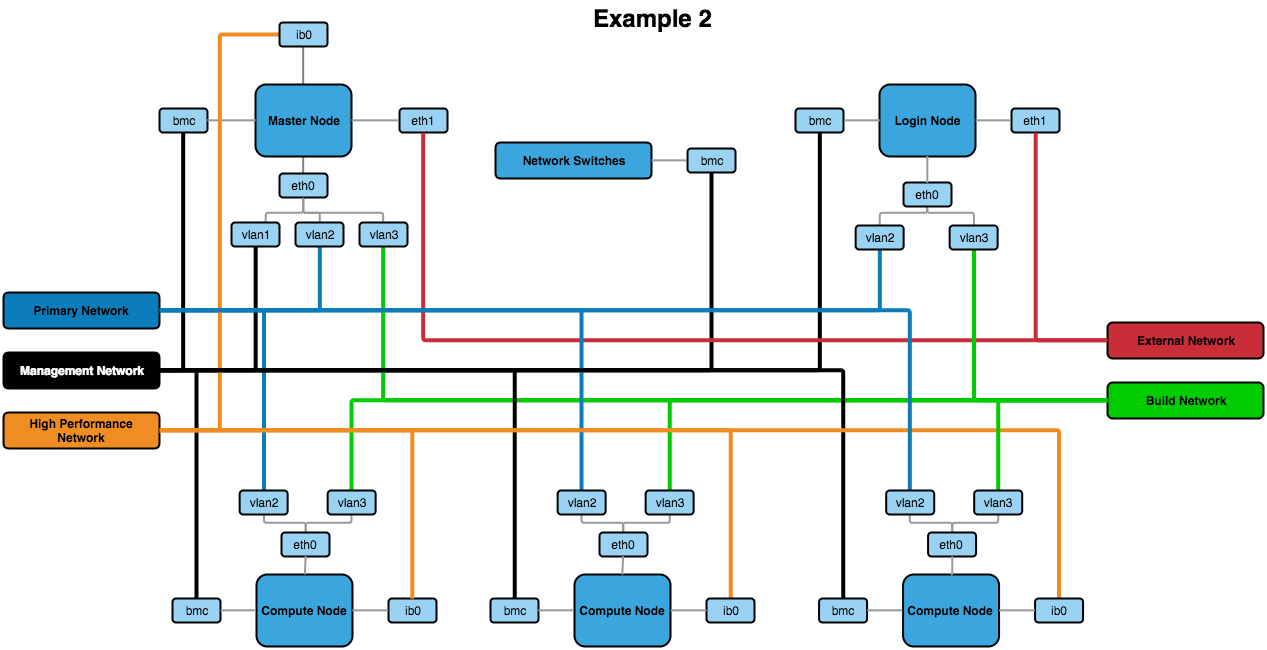 Example 2
ib0
bmc
Master Node
eth1
bmc
Login Node
eth1
Network Switches
bmc
eth0
eth0
vlan1
vlan2
vlan3
vlan2
vlan3
Primary Network
External Network
Management Network
Build Network
High Performance
Network
vlan2
vlan3
vlan2
vlan3
vlan2
vlan3
eth0
eth0
eth0
bmc
Compute Node
ib0
bmc
Compute Node
ib0
bmc
Compute Node
ib0